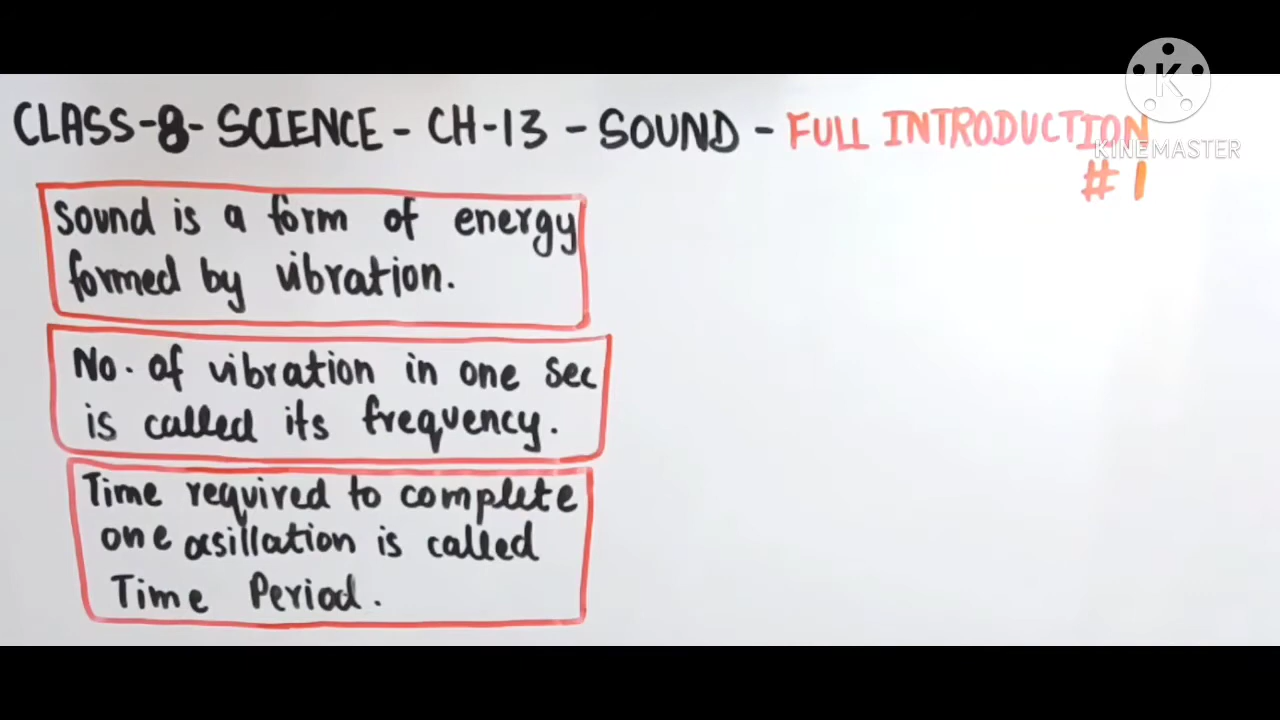 CLASS-8- SCIENCE - CH-13 - SOUND - FULL INTRODUCTION
#1
K
KINEMASTER
Sound is a form of energy
formed by vibration.
No. of vibration in one sec
is called its frequency.
Time required to complete
one osillation is called
Time Period.